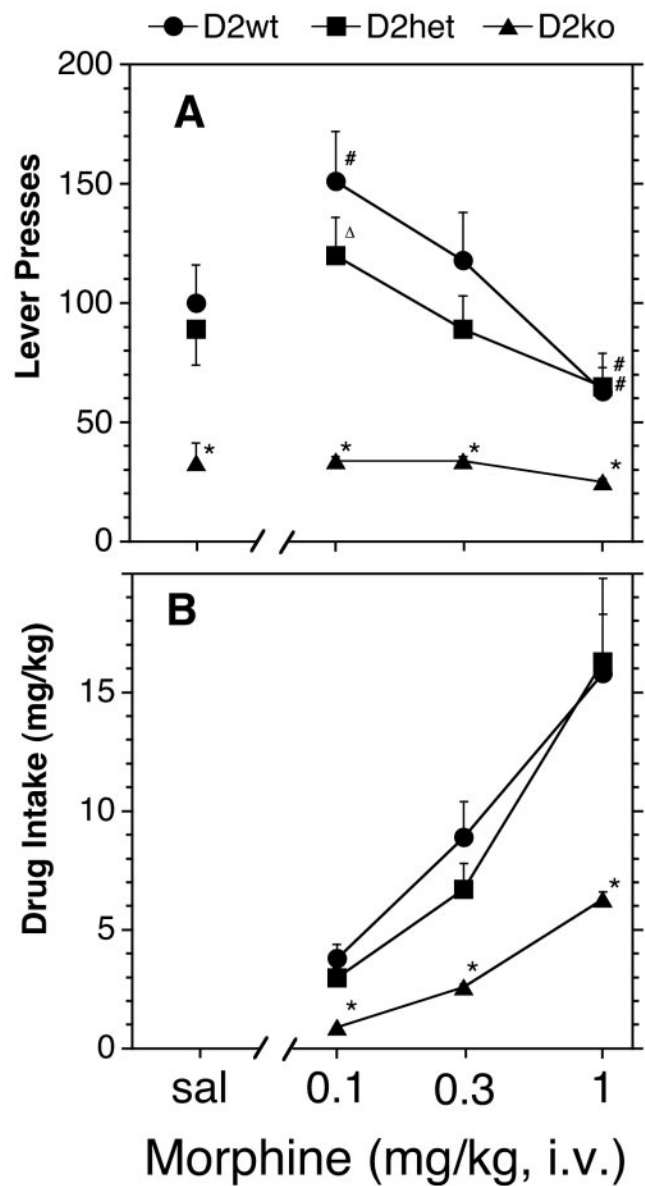 D2wt D2het D2ko
A
Lever Presses
200
150
100
50
0
#
Δ
#
#
* * * *
B
Drug Intake (mg/kg)
15
10
5
0
* * *
sal 0.1 0.3 1
Morphine (mg/kg, i.v.)